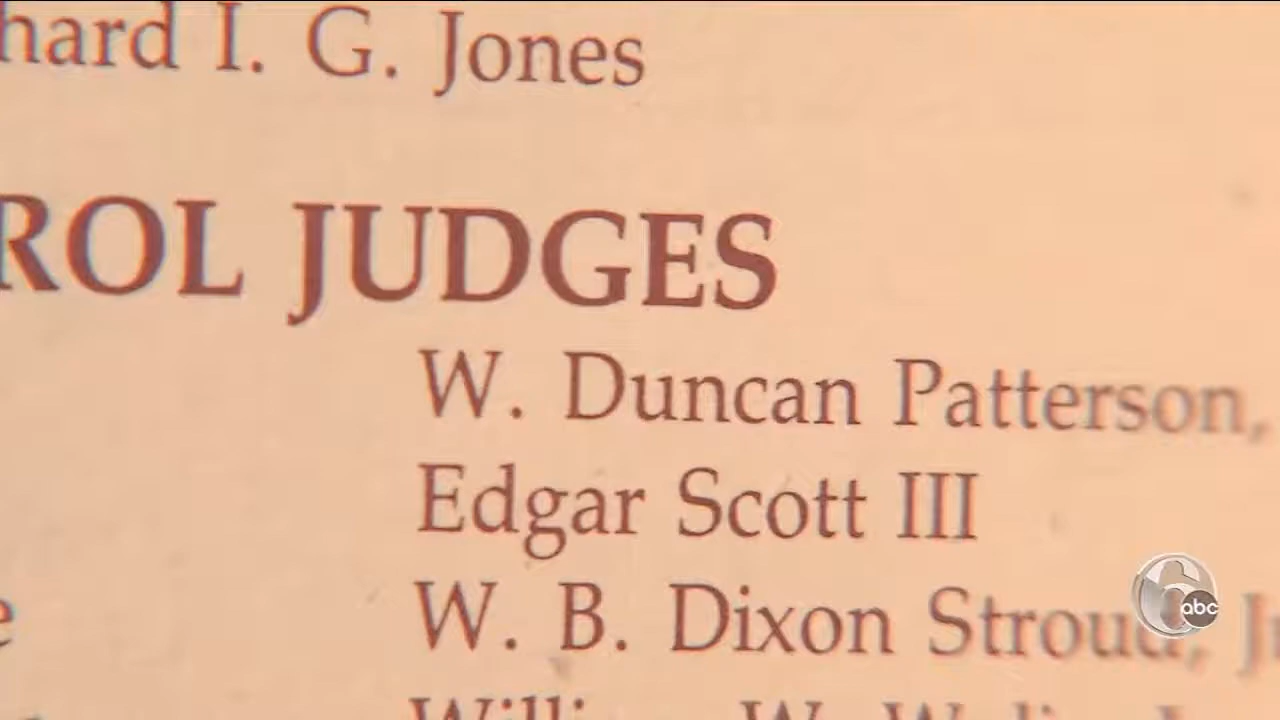 hard I. G. Jones
ROL JUDGES
W. Duncan Patterson,
Edgar Scott III
e
W. B. Dixon Stroud, J
abc
W. W.